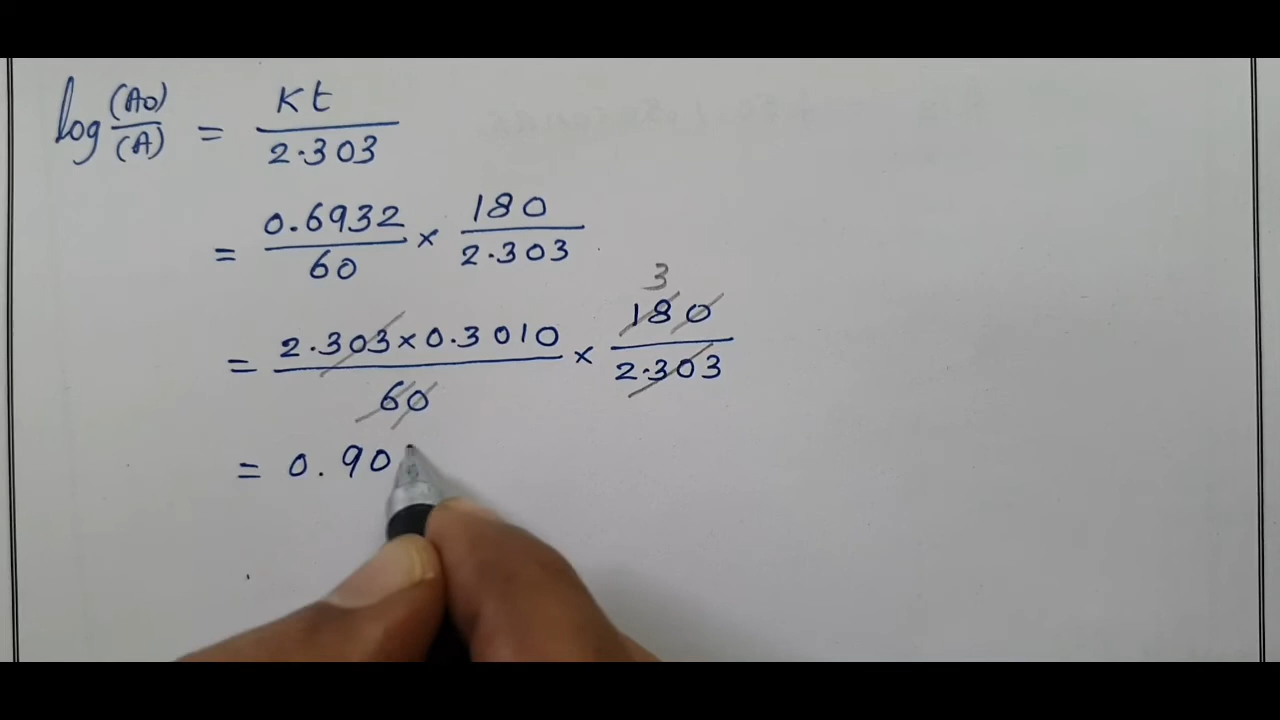 log (A0)/(A) = Kt/2.303
= 0.6932/60 × 180/2.303
3
= 2.303×0.3010/60 × 180/2.303
= 0.90